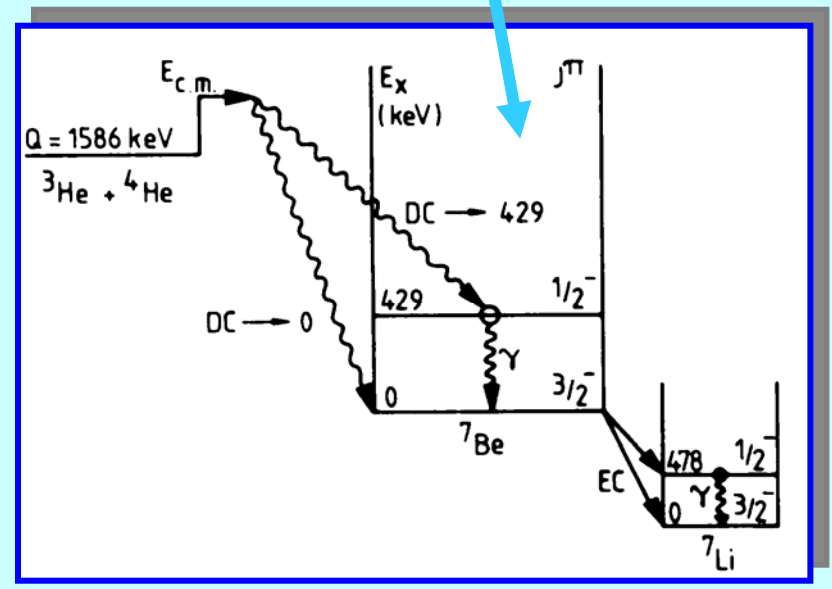 E c.m.
Q = 1586 keV
³He + ⁴He
Eₓ
(keV)
Jπ
DC → 429
DC → 0
429
1/2⁻
γ
0
3/2⁻
⁷Be
EC
478
1/2⁻
γ
0
3/2⁻
⁷Li